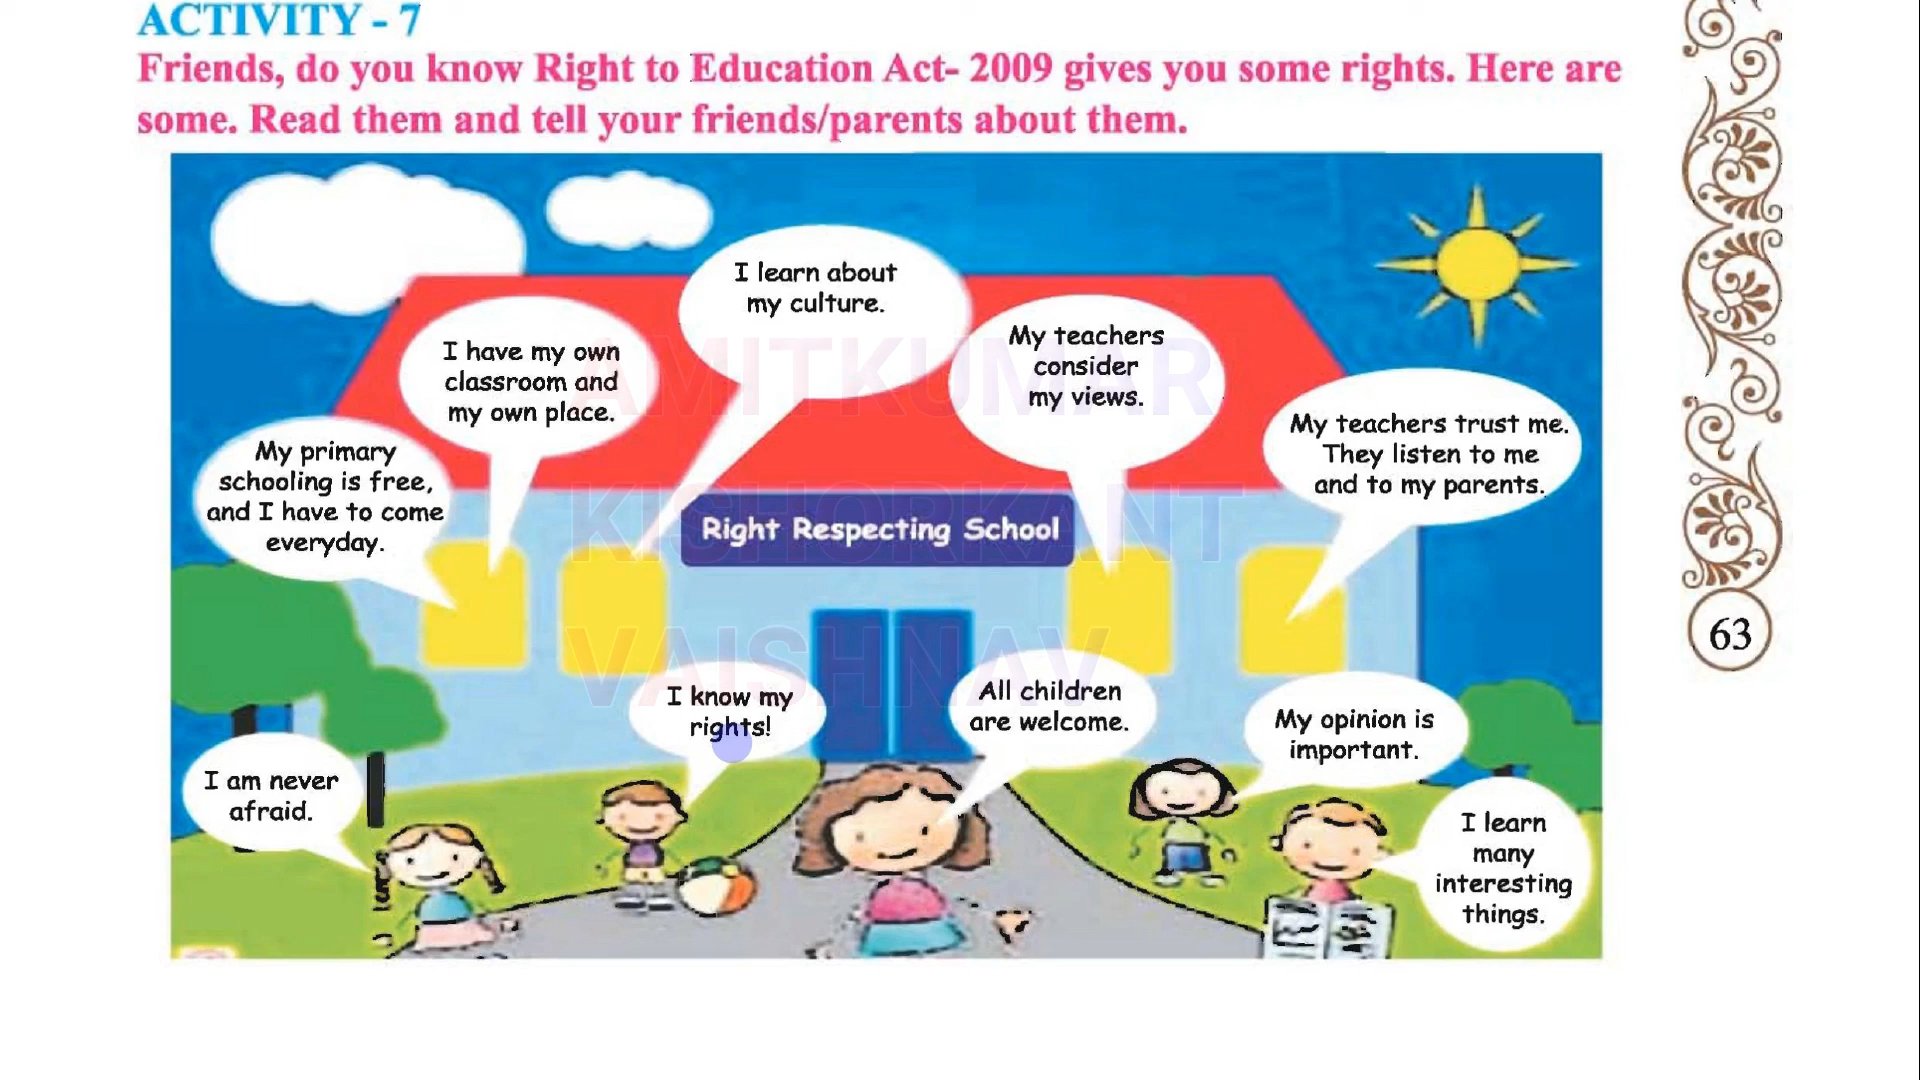 ACTIVITY - 7
Friends, do you know Right to Education Act- 2009 gives you some rights. Here are
some. Read them and tell your friends/parents about them.
I learn about
my culture.
I have my own
classroom and
my own place.
My teachers
consider
my views.
My teachers trust me.
They listen to me
and to my parents.
My primary
schooling is free,
and I have to come
everyday.
Right Respecting School
AMITKUMAR
KISHORKANT
VAISHNAV
63
I know my
rights!
All children
are welcome.
My opinion is
important.
I am never
afraid.
I learn
many
interesting
things.